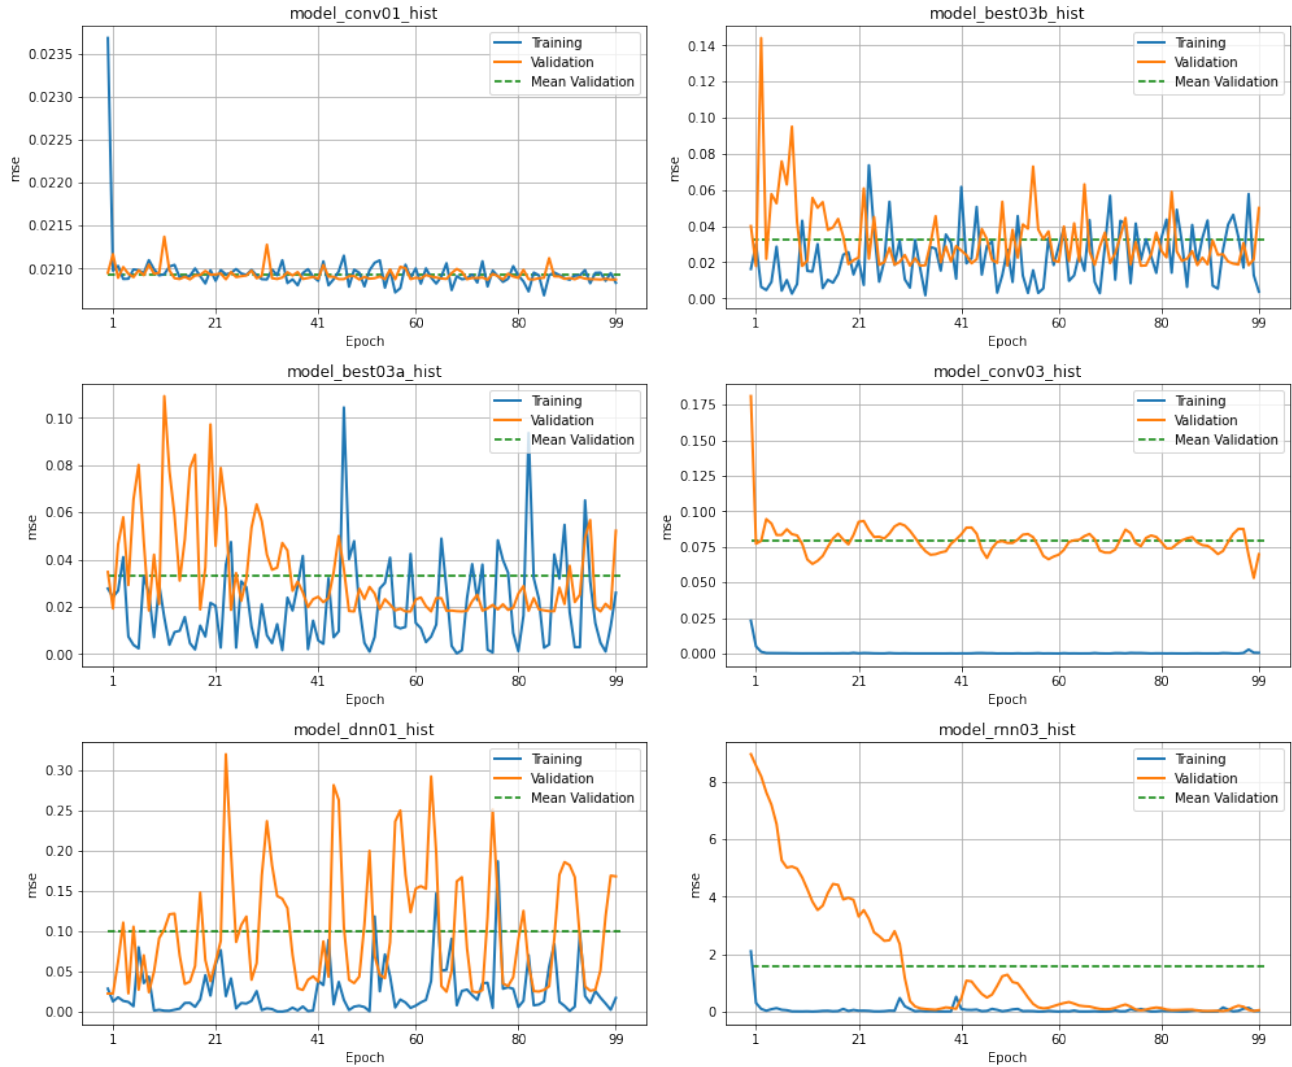 model_conv01_hist
mse
0.0235
0.0230
0.0225
0.0220
0.0215
0.0210
Training
Validation
Mean Validation
1 21 41 60 80 99
Epoch
model_best03b_hist
mse
0.14
0.12
0.10
0.08
0.06
0.04
0.02
0.00
Training
Validation
Mean Validation
1 21 41 60 80 99
Epoch
model_best03a_hist
mse
0.10
0.08
0.06
0.04
0.02
0.00
Training
Validation
Mean Validation
1 21 41 60 80 99
Epoch
model_conv03_hist
mse
0.175
0.150
0.125
0.100
0.075
0.050
0.025
0.000
Training
Validation
Mean Validation
1 21 41 60 80 99
Epoch
model_dnn01_hist
mse
0.30
0.25
0.20
0.15
0.10
0.05
0.00
Training
Validation
Mean Validation
1 21 41 60 80 99
Epoch
model_rnn03_hist
mse
8
6
4
2
0
Training
Validation
Mean Validation
1 21 41 60 80 99
Epoch